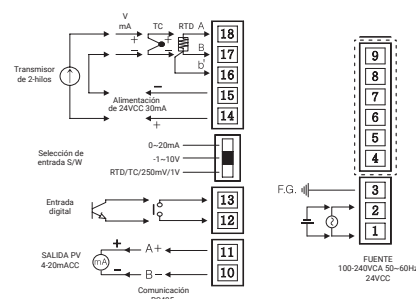 V
mA
TC
RTD
A
18
B
17
b'
16
Transmisor
de 2-hilos
−
15
Alimentación
de 24VCC 30mA
+
14
Selección de
entrada S/W
0~20mA
-1~10V
RTD/TC/250mV/1V
Entrada
digital
13
12
SALIDA PV
4-20mACC
mA
+
A+
11
−
B−
10
Comunicación
RS485
9
8
7
6
5
4
F.G.
3
2
1
FUENTE
100-240VCA 50~60Hz
24VCC